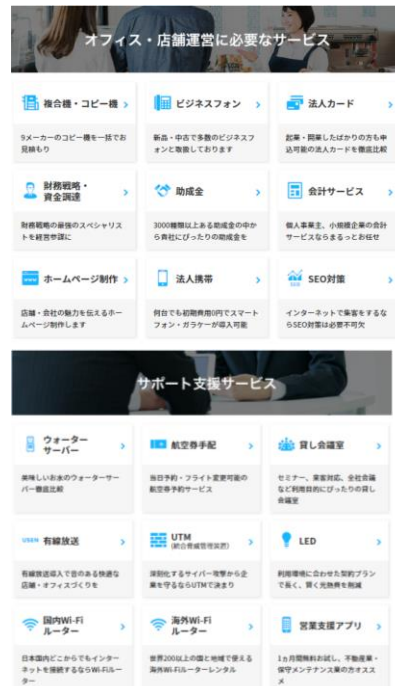 オフィス・店舗運営に必要なサービス
複合機・コピー機
ビジネスフォン
法人カード
9メーカーのコピー機を一括でお
見積もり
新品・中古で多数のビジネスフ
ォンと取扱しております
起業・開業したばかりの方も申
込可能の法人カードを徹底比較
財務戦略・
資金調達
助成金
会計サービス
財務戦略の最強のスペシャリス
トを経営参謀に
3000種類以上ある助成金の中か
ら貴社にぴったりの助成金を
個人事業主、小規模企業の会計
サービスならまるっとお任せ
ホームページ制作
法人携帯
SEO対策
店舗・会社の魅力を伝えるホー
ムページ制作します
何台でも初期費用0円でスマート
フォン・ガラケーが導入可能
インターネットで集客をするな
らSEO対策は必要不可欠
サポート支援サービス
ウォーター
サーバー
航空券手配
貸し会議室
美味しいお水のウォーターサー
バー徹底比較
当日予約・フライト変更可能の
航空券予約サービス
セミナー、来客対応、全社会議
など利用目的にぴったりの貸し
会議室
USEN 有線放送
UTM
(統合脅威管理装置)
LED
有線放送導入で音のある快適な
店舗・オフィスづくりを
深刻化するサイバー攻撃から企
業を守るならUTMで決まり
利用環境に合わせた契約プラン
で長く、賢く光熱費を削減
国内Wi-Fi
ルーター
海外Wi-Fi
ルーター
営業支援アプリ
日本国内どこからでもインター
ネットを接続するならWi-Fiルー
ター
世界200以上の国と地域で使える
海外Wi-Fiルーターレンタル
1ヵ月間無料お試し、不動産業・
保守メンテナンス業の方オスス
メ